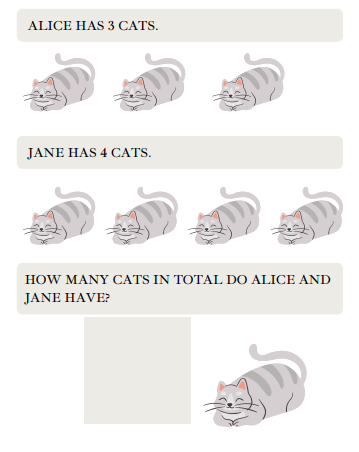 ALICE HAS 3 CATS.
JANE HAS 4 CATS.
HOW MANY CATS IN TOTAL DO ALICE AND
JANE HAVE?